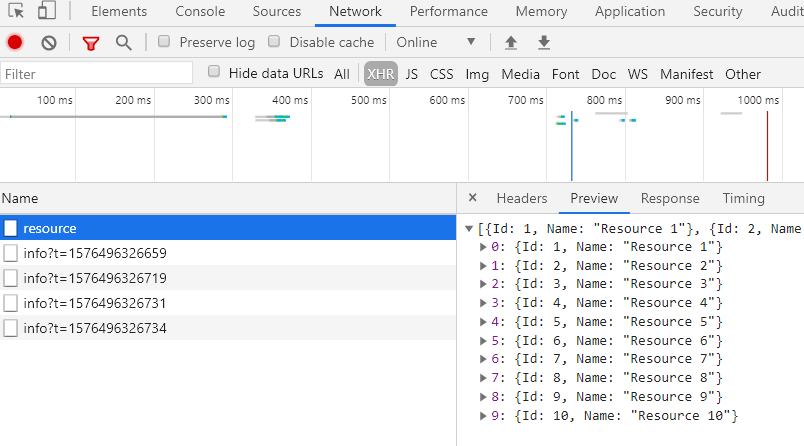 Elements Console Sources Network Performance Memory Application Security Audit
Preserve log Disable cache Online
Filter Hide data URLs All XHR JS CSS Img Media Font Doc WS Manifest Other
100 ms 200 ms 300 ms 400 ms 500 ms 600 ms 700 ms 800 ms 900 ms 1000 ms
Name × Headers Preview Response Timing
resource
info?t=1576496326659
info?t=1576496326719
info?t=1576496326731
info?t=1576496326734
▼[{Id: 1, Name: "Resource 1"}, {Id: 2, Name
▶0: {Id: 1, Name: "Resource 1"}
▶1: {Id: 2, Name: "Resource 2"}
▶2: {Id: 3, Name: "Resource 3"}
▶3: {Id: 4, Name: "Resource 4"}
▶4: {Id: 5, Name: "Resource 5"}
▶5: {Id: 6, Name: "Resource 6"}
▶6: {Id: 7, Name: "Resource 7"}
▶7: {Id: 8, Name: "Resource 8"}
▶8: {Id: 9, Name: "Resource 9"}
▶9: {Id: 10, Name: "Resource 10"}